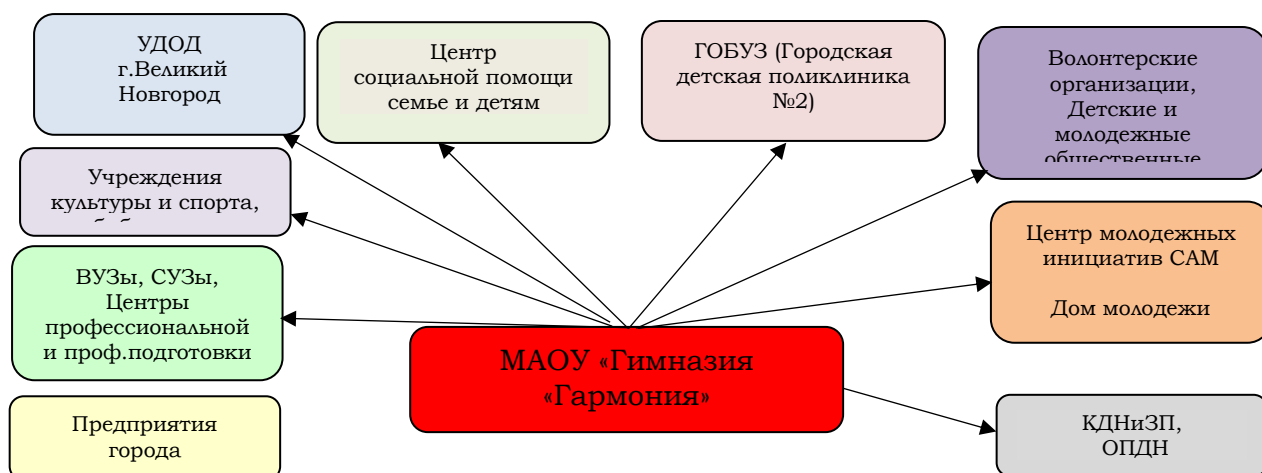 УДОД
г.Великий
Новгород
Центр
социальной помощи
семье и детям
ГОБУЗ (Городская
детская поликлиника
№2)
Волонтерские
организации,
Детские и
молодежные
общественные
Учреждения
культуры и спорта,
Центр молодежных
инициатив САМ
Дом молодежи
ВУЗы, СУЗы,
Центры
профессиональной
и проф.подготовки
МАОУ «Гимназия
«Гармония»
Предприятия
города
КДНиЗП,
ОПДН